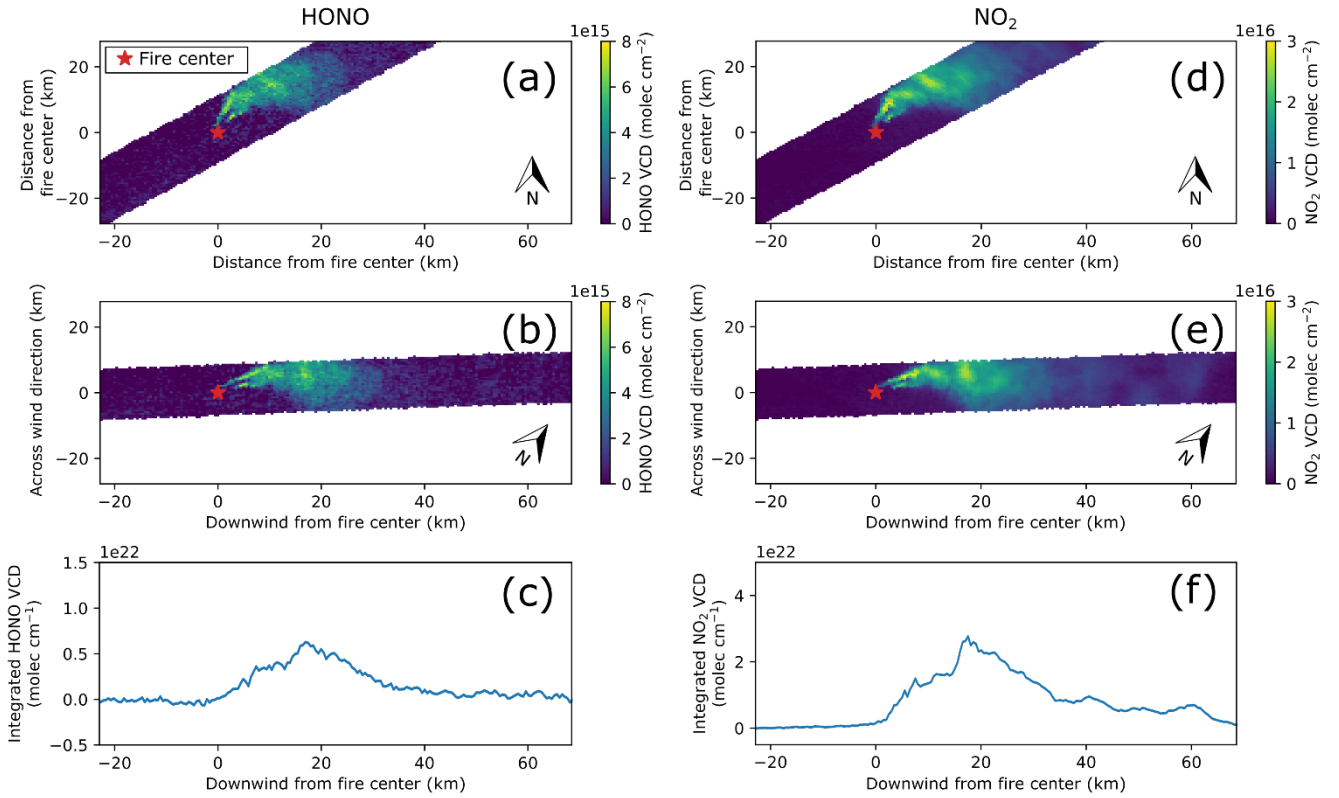 HONO
NO₂
1e15
★ Fire center
(a)
Distance from
fire center (km)
20
0
−20
N
8
6
4
2
0
HONO VCD (molec cm⁻²)
−20 0 20 40 60
Distance from fire center (km)
1e16
(d)
Distance from
fire center (km)
20
0
−20
N
3
2
1
0
NO₂ VCD (molec cm⁻²)
−20 0 20 40 60
Distance from fire center (km)
1e15
(b)
Across wind direction (km)
20
0
−20
N
8
6
4
2
0
HONO VCD (molec cm⁻²)
−20 0 20 40 60
Downwind from fire center (km)
1e16
(e)
Across wind direction (km)
20
0
−20
N
3
2
1
0
NO₂ VCD (molec cm⁻²)
−20 0 20 40 60
Downwind from fire center (km)
1e22
(c)
Integrated HONO VCD
(molec cm⁻¹)
1.5
1.0
0.5
0.0
−0.5
−20 0 20 40 60
Downwind from fire center (km)
1e22
(f)
Integrated NO₂ VCD
(molec cm⁻¹)
4
2
0
−20 0 20 40 60
Downwind from fire center (km)